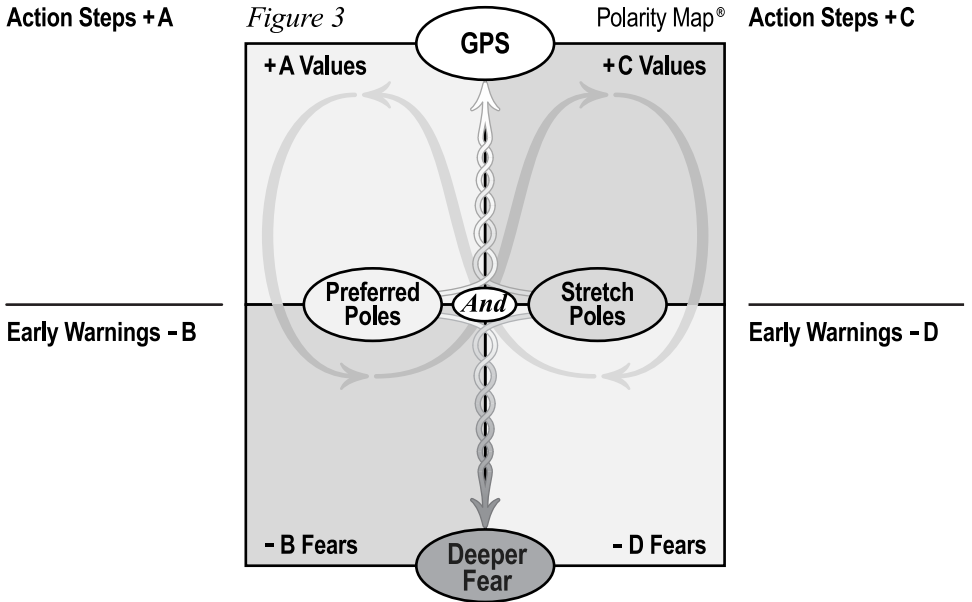 Action Steps +A
Figure 3
Polarity Map®
Action Steps +C
GPS
+A Values
+C Values
Preferred
Poles
And
Stretch
Poles
Early Warnings – B
Early Warnings – D
– B Fears
– D Fears
Deeper
Fear